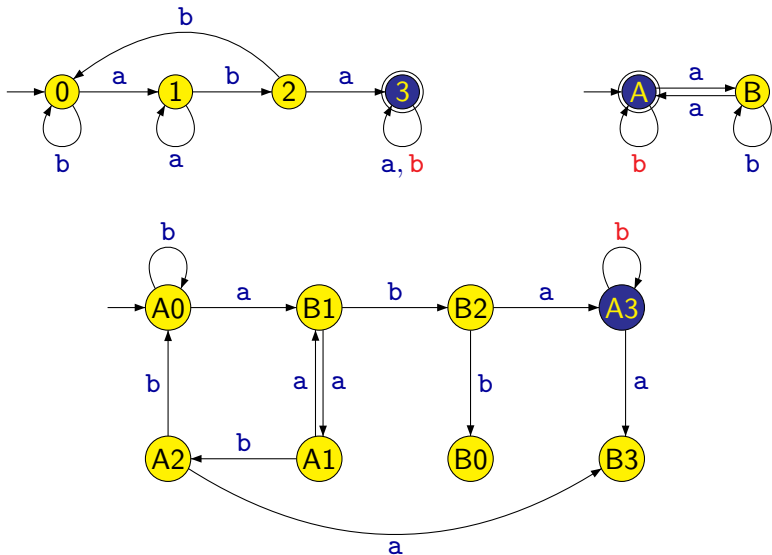 b
a b a a
0 1 2 3 A B
a
b a a, b b b
b b
a b a
A0 B1 B2 A3
b a a b a
b
A2 A1 B0 B3
a